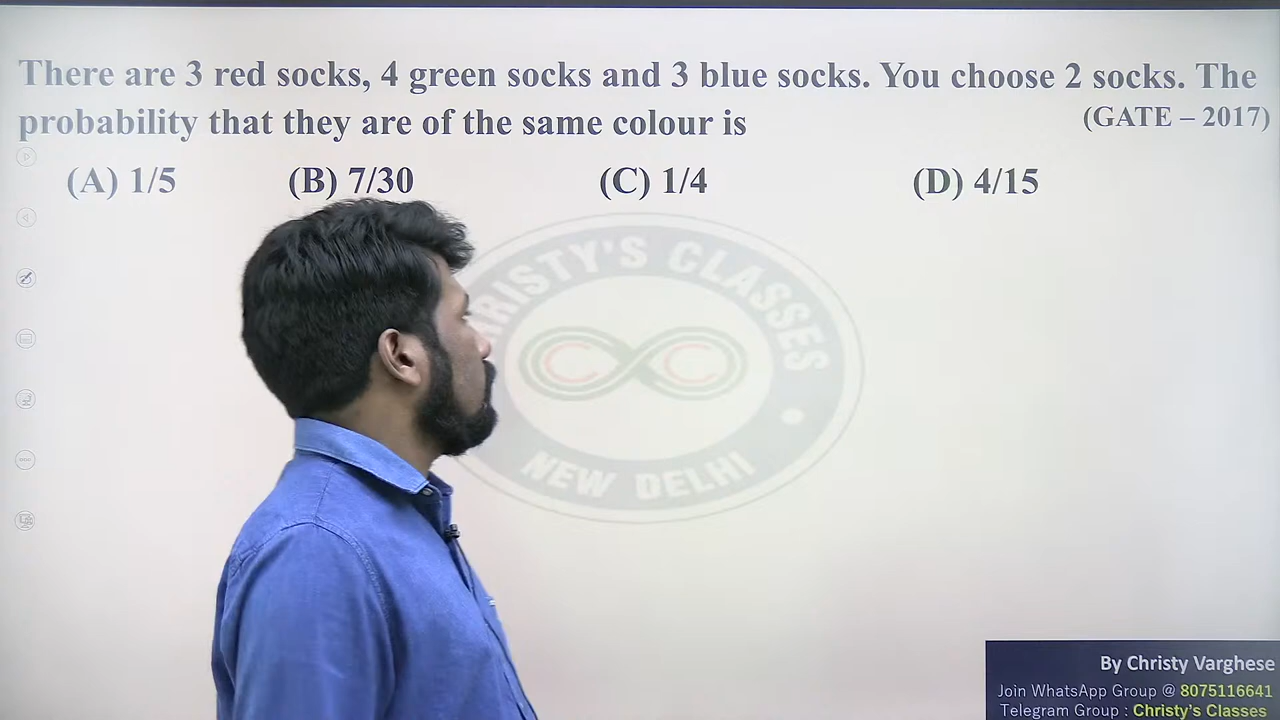 There are 3 red socks, 4 green socks and 3 blue socks. You choose 2 socks. The
probability that they are of the same colour is
(GATE – 2017)
(A) 1/5 (B) 7/30 (C) 1/4 (D) 4/15
CHRISTY'S CLASSES
NEW DELHI
By Christy Varghese
Join WhatsApp Group @ 8075116641
Telegram Group : Christy's Classes